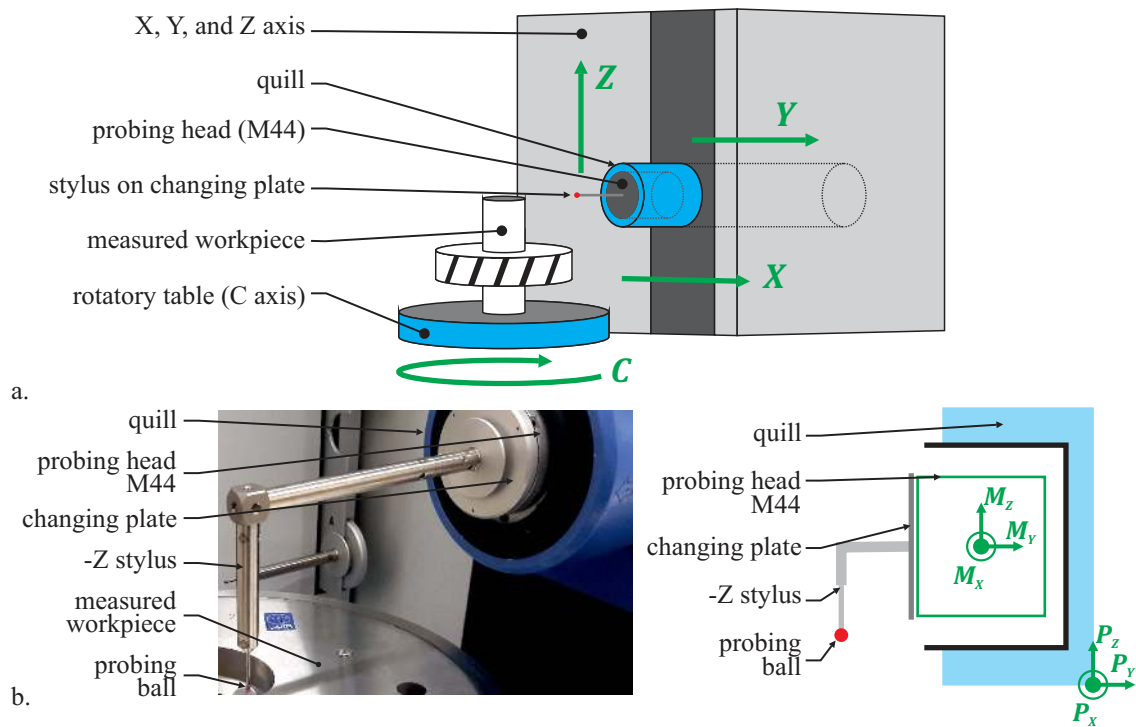 X, Y, and Z axis
quill
probing head (M44)
stylus on changing plate
measured workpiece
rotatory table (C axis)
Z
Y
X
C
a.
quill
probing head
M44
changing plate
-Z stylus
measured
workpiece
probing
ball
b.
quill
probing head
M44
changing plate
-Z stylus
probing
ball
M_Z
M_Y
M_X
P_Z
P_Y
P_X